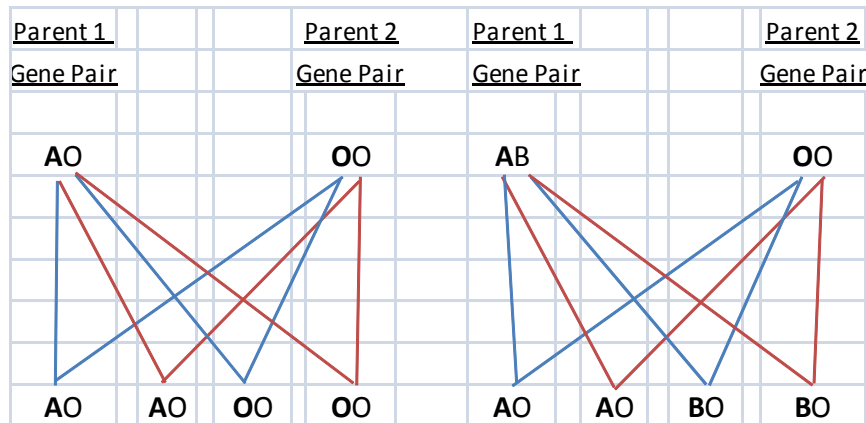 Parent 1 Parent 2 Parent 1 Parent 2
Gene Pair Gene Pair Gene Pair Gene Pair
AO OO AB OO
AO AO OO OO AO AO BO BO